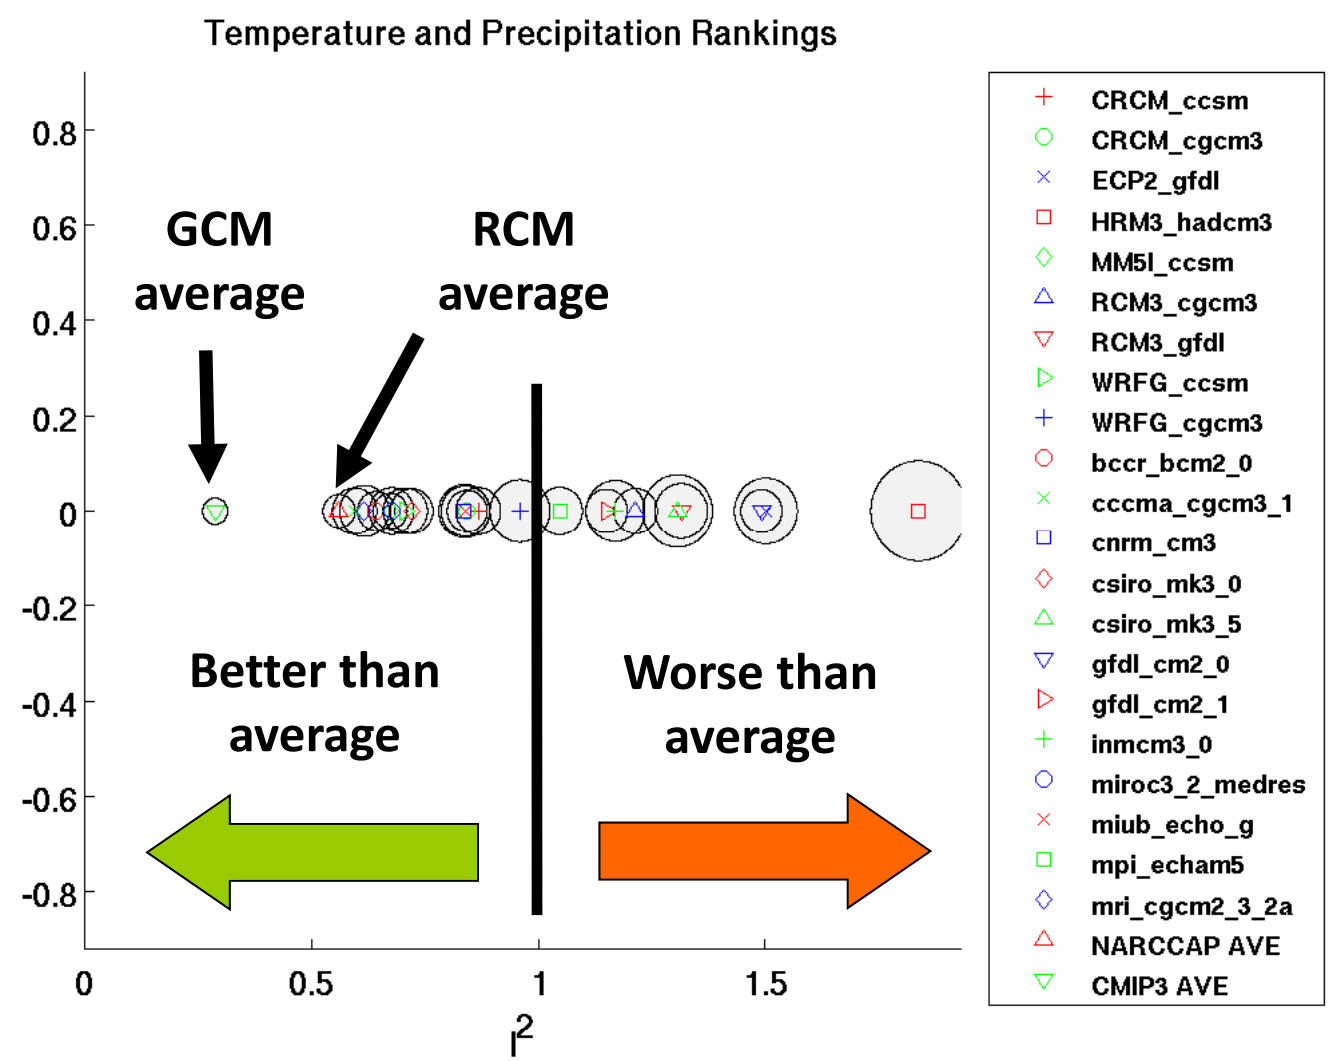 Temperature and Precipitation Rankings
0.8
0.6
0.4
0.2
0
-0.2
-0.4
-0.6
-0.8
GCM
average
RCM
average
Better than
average
Worse than
average
0
0.5
1
1.5
I²
CRCM_ccsm
CRCM_cgcm3
ECP2_gfdl
HRM3_hadcm3
MM5I_ccsm
RCM3_cgcm3
RCM3_gfdl
WRFG_ccsm
WRFG_cgcm3
bccr_bcm2_0
cccma_cgcm3_1
cnrm_cm3
csiro_mk3_0
csiro_mk3_5
gfdl_cm2_0
gfdl_cm2_1
inmcm3_0
miroc3_2_medres
miub_echo_g
mpi_echam5
mri_cgcm2_3_2a
NARCCAP AVE
CMIP3 AVE